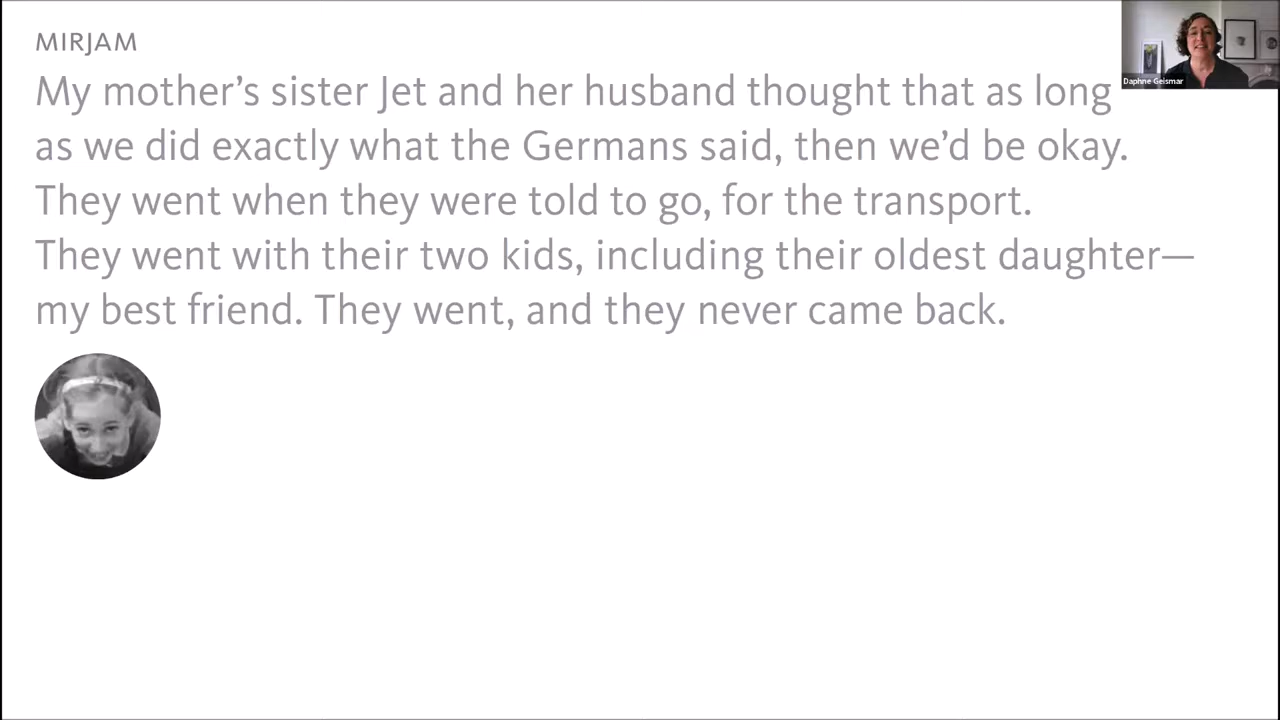 MIRJAM
My mother’s sister Jet and her husband thought that as long
as we did exactly what the Germans said, then we’d be okay.
They went when they were told to go, for the transport.
They went with their two kids, including their oldest daughter—
my best friend. They went, and they never came back.
Daphne Geismar